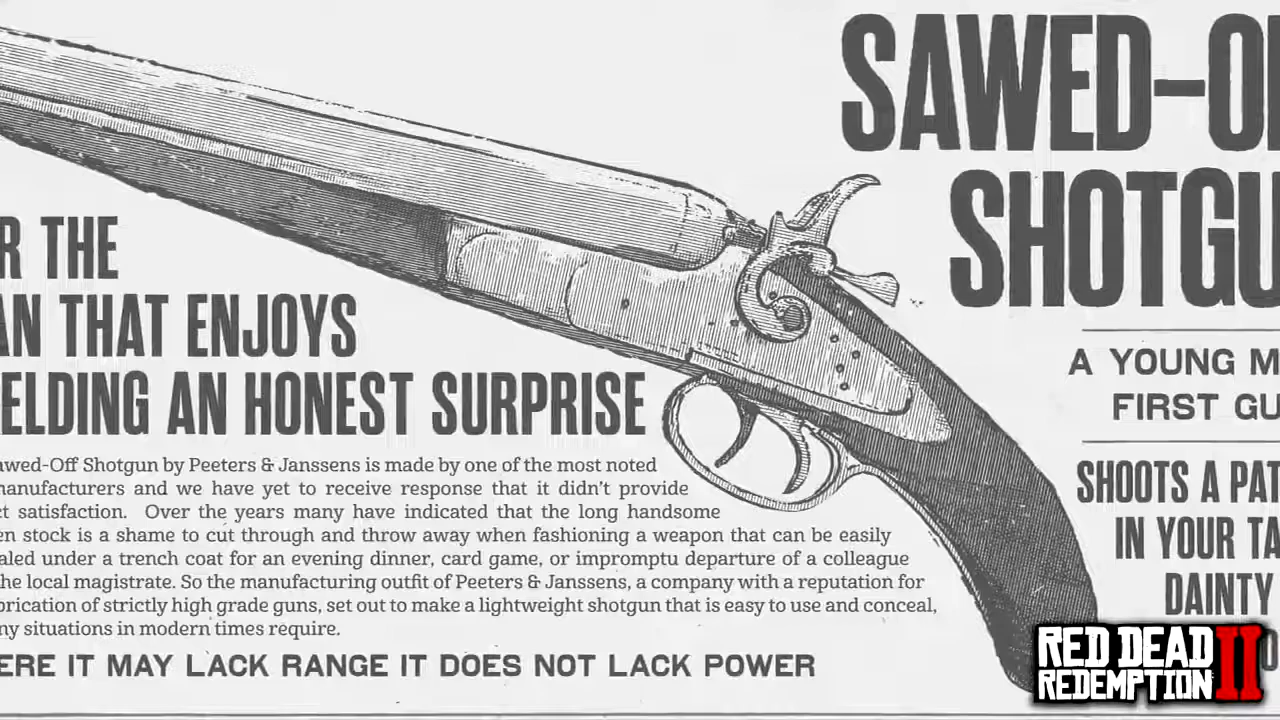 SAWED-O
SHOTGU
R THE
AN THAT ENJOYS
ELDING AN HONEST SURPRISE
awed-Off Shotgun by Peeters & Janssens is made by one of the most noted
manufacturers and we have yet to receive response that it didn't provide
ct satisfaction. Over the years many have indicated that the long handsome
en stock is a shame to cut through and throw away when fashioning a weapon that can be easily
aled under a trench coat for an evening dinner, card game, or impromptu departure of a colleague
he local magistrate. So the manufacturing outfit of Peeters & Janssens, a company with a reputation for
brication of strictly high grade guns, set out to make a lightweight shotgun that is easy to use and conceal,
ny situations in modern times require.
ERE IT MAY LACK RANGE IT DOES NOT LACK POWER
A YOUNG M
FIRST GU
SHOOTS A PAT
IN YOUR TA
DAINTY
RED DEAD
REDEMPTION II